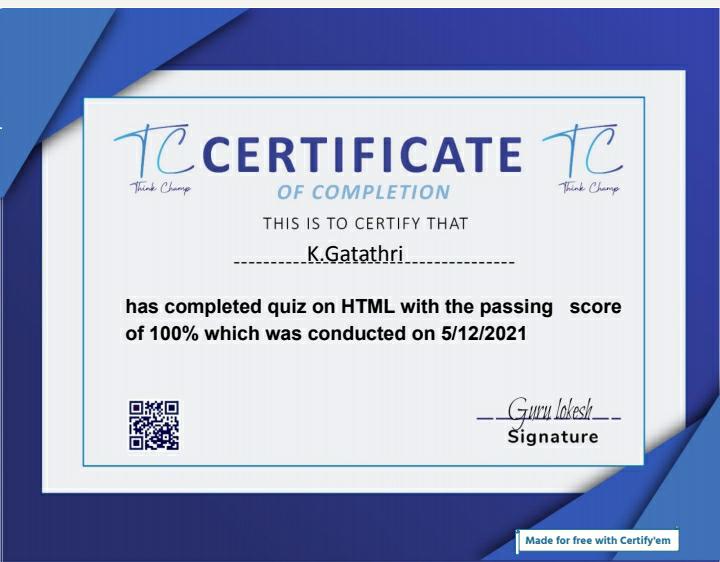 TC CERTIFICATE TC
Think Champ OF COMPLETION Think Champ
THIS IS TO CERTIFY THAT
K.Gatathri
has completed quiz on HTML with the passing score
of 100% which was conducted on 5/12/2021
Guru lokesh
Signature
Made for free with Certify'em